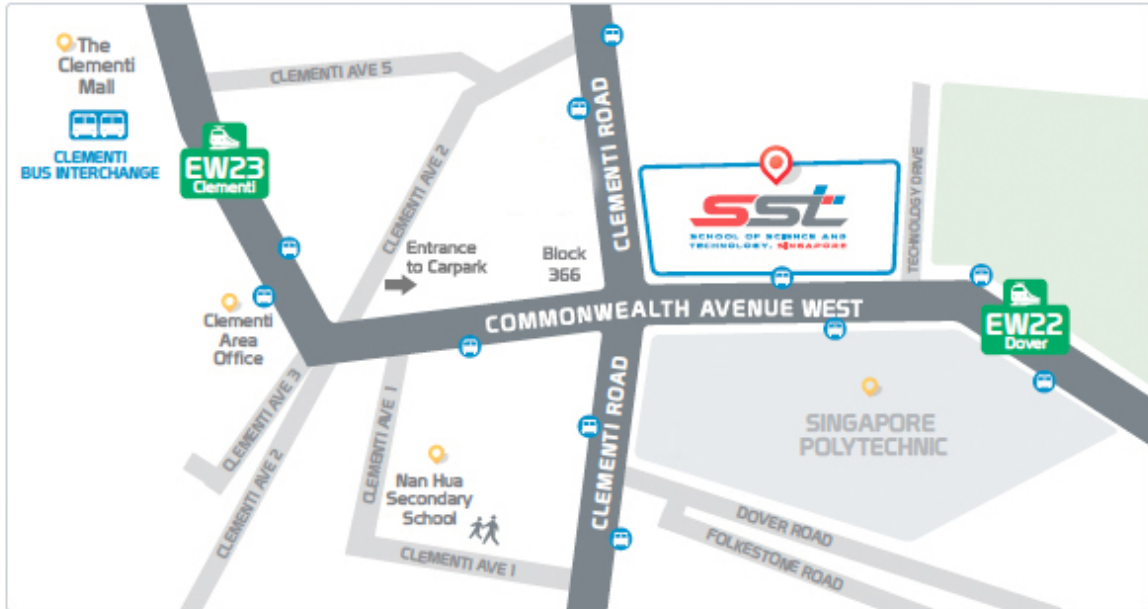 The
Clementi
Mall
CLEMENTI
BUS INTERCHANGE
EW23
Clementi
CLEMENTI AVE 5
CLEMENTI AVE 2
CLEMENTI ROAD
SST
SCHOOL OF SCIENCE AND
TECHNOLOGY, SINGAPORE
TECHNOLOGY DRIVE
Entrance
to Carpark
Block
366
COMMONWEALTH AVENUE WEST
EW22
Dover
Clementi
Area
Office
CLEMENTI AVE 3
CLEMENTI AVE 2
CLEMENTI AVE 1
Nan Hua
Secondary
School
CLEMENTI AVE 1
CLEMENTI ROAD
SINGAPORE
POLYTECHNIC
DOVER ROAD
FOLKESTONE ROAD